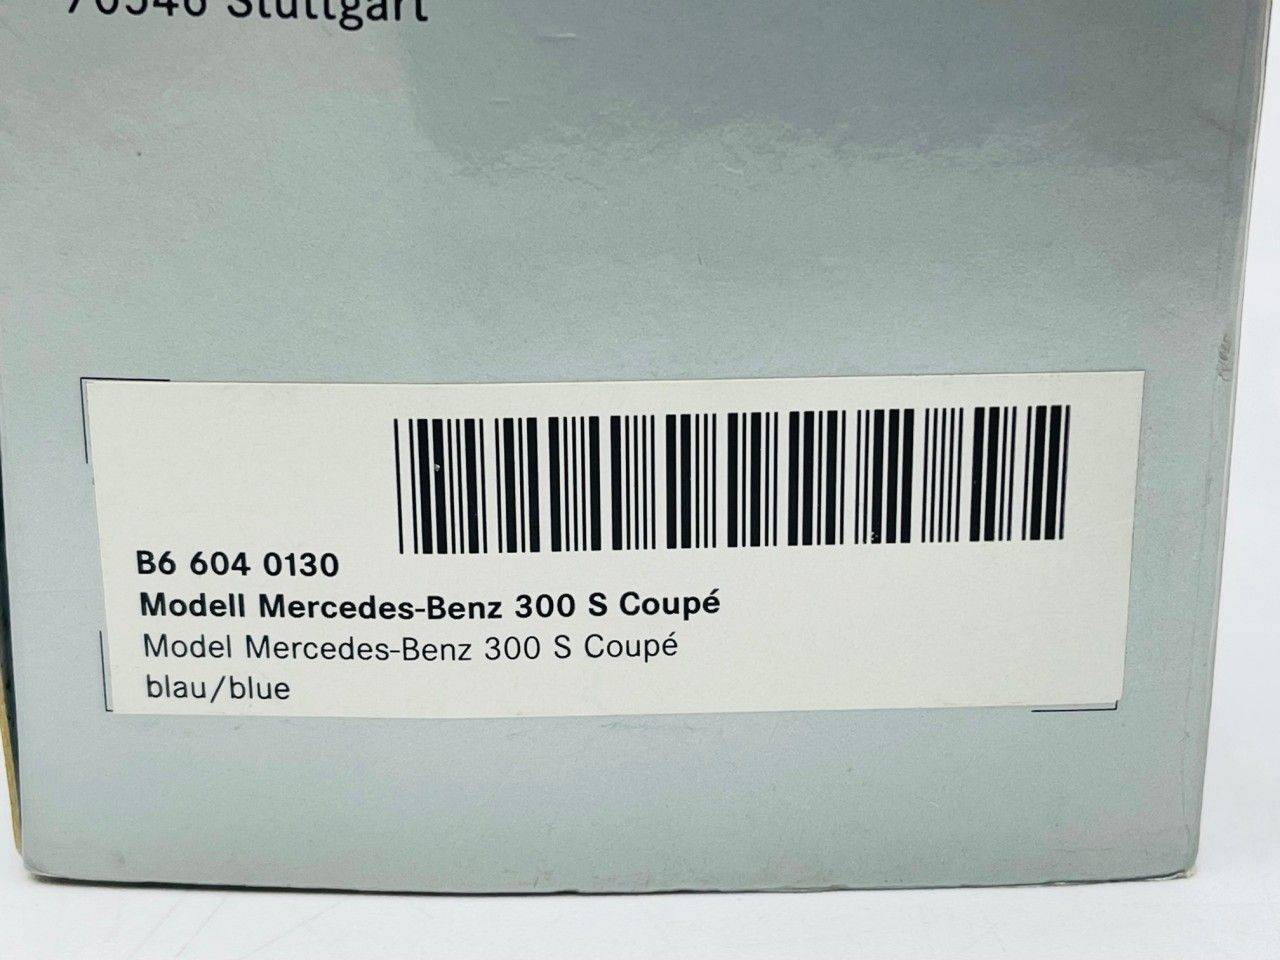 70546 Stuttgart
B6 604 0130
Modell Mercedes-Benz 300 S Coupé
Model Mercedes-Benz 300 S Coupé
blau/blue